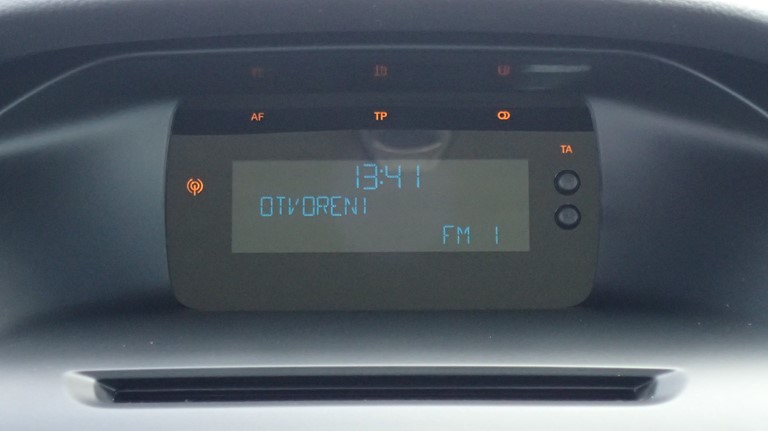 AF TP
TA
13:41
OTVORENI
FM 1